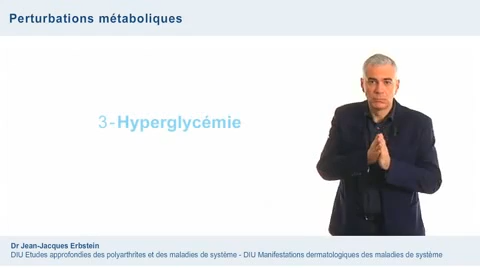 Perturbations métaboliques
3-Hyperglycémie
Dr Jean-Jacques Erbstein
DIU Etudes approfondies des polyarthrites et des maladies de système - DIU Manifestations dermatologiques des maladies de système